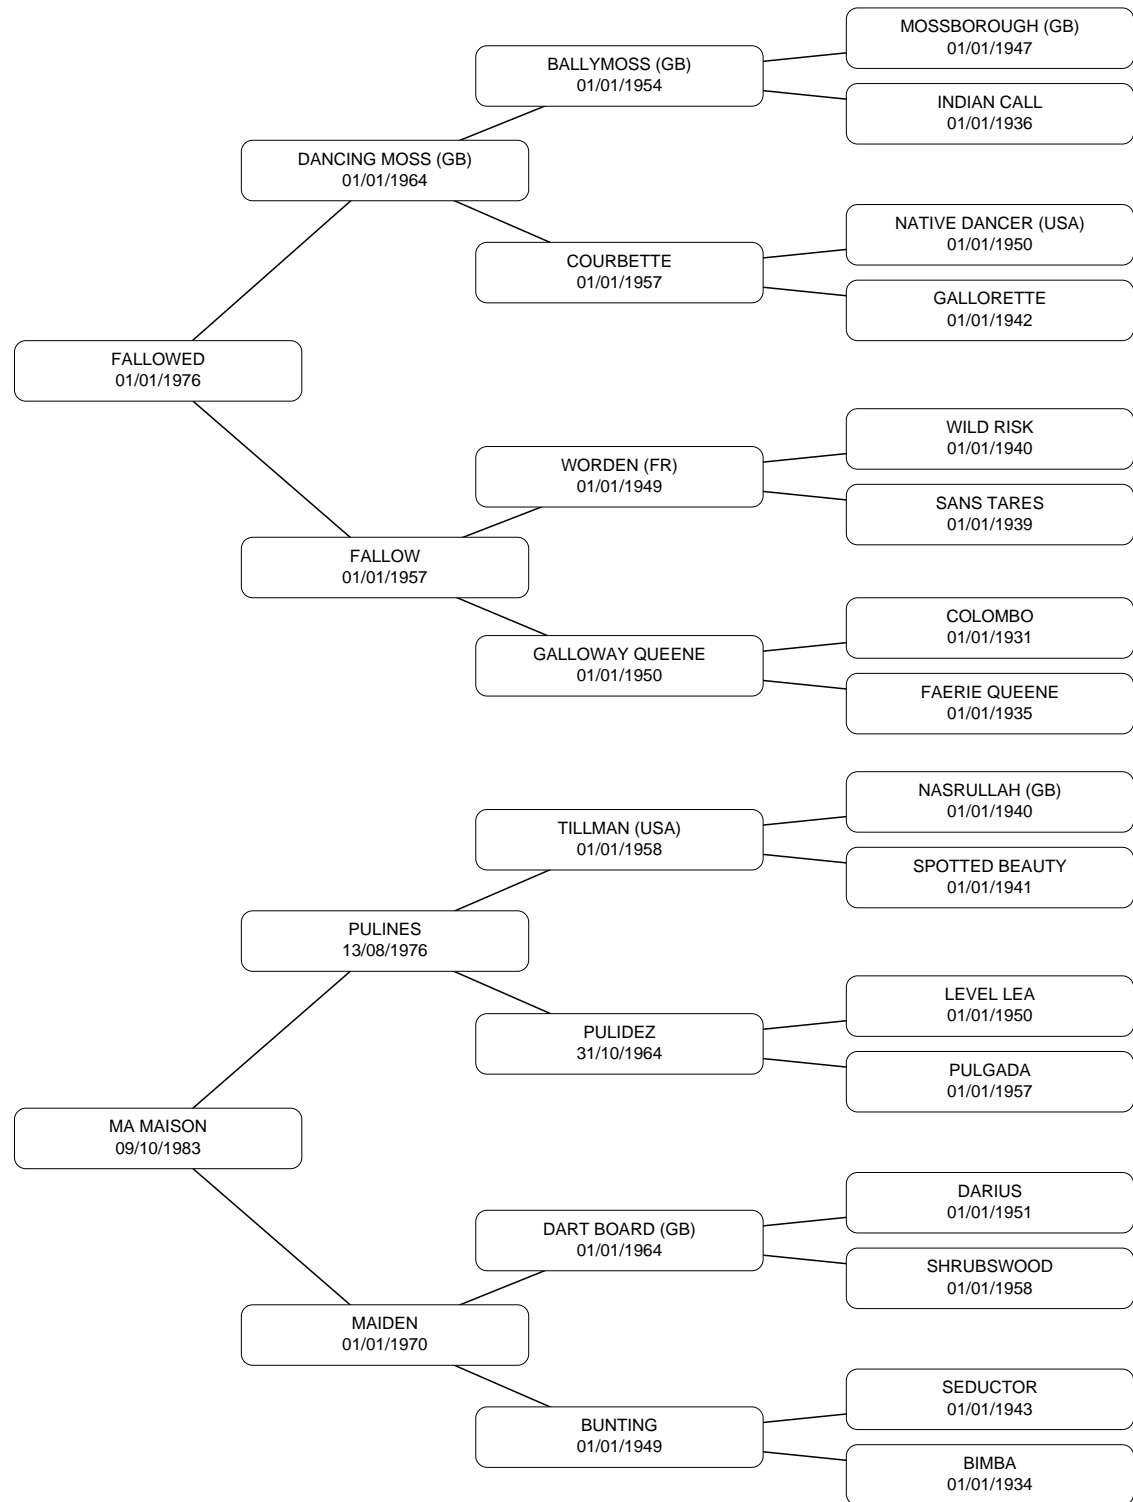 MOSSBOROUGH (GB)
01/01/1947
BALLYMOSS (GB)
01/01/1954
INDIAN CALL
01/01/1936
DANCING MOSS (GB)
01/01/1964
NATIVE DANCER (USA)
01/01/1950
COURBETTE
01/01/1957
GALLORETTE
01/01/1942
FALLOWED
01/01/1976
WILD RISK
01/01/1940
WORDEN (FR)
01/01/1949
SANS TARES
01/01/1939
FALLOW
01/01/1957
COLOMBO
01/01/1931
GALLOWAY QUEENE
01/01/1950
FAERIE QUEENE
01/01/1935
NASRULLAH (GB)
01/01/1940
TILLMAN (USA)
01/01/1958
SPOTTED BEAUTY
01/01/1941
PULINES
13/08/1976
LEVEL LEA
01/01/1950
PULIDEZ
31/10/1964
PULGADA
01/01/1957
MA MAISON
09/10/1983
DARIUS
01/01/1951
DART BOARD (GB)
01/01/1964
SHRUBSWOOD
01/01/1958
MAIDEN
01/01/1970
SEDUCTOR
01/01/1943
BUNTING
01/01/1949
BIMBA
01/01/1934